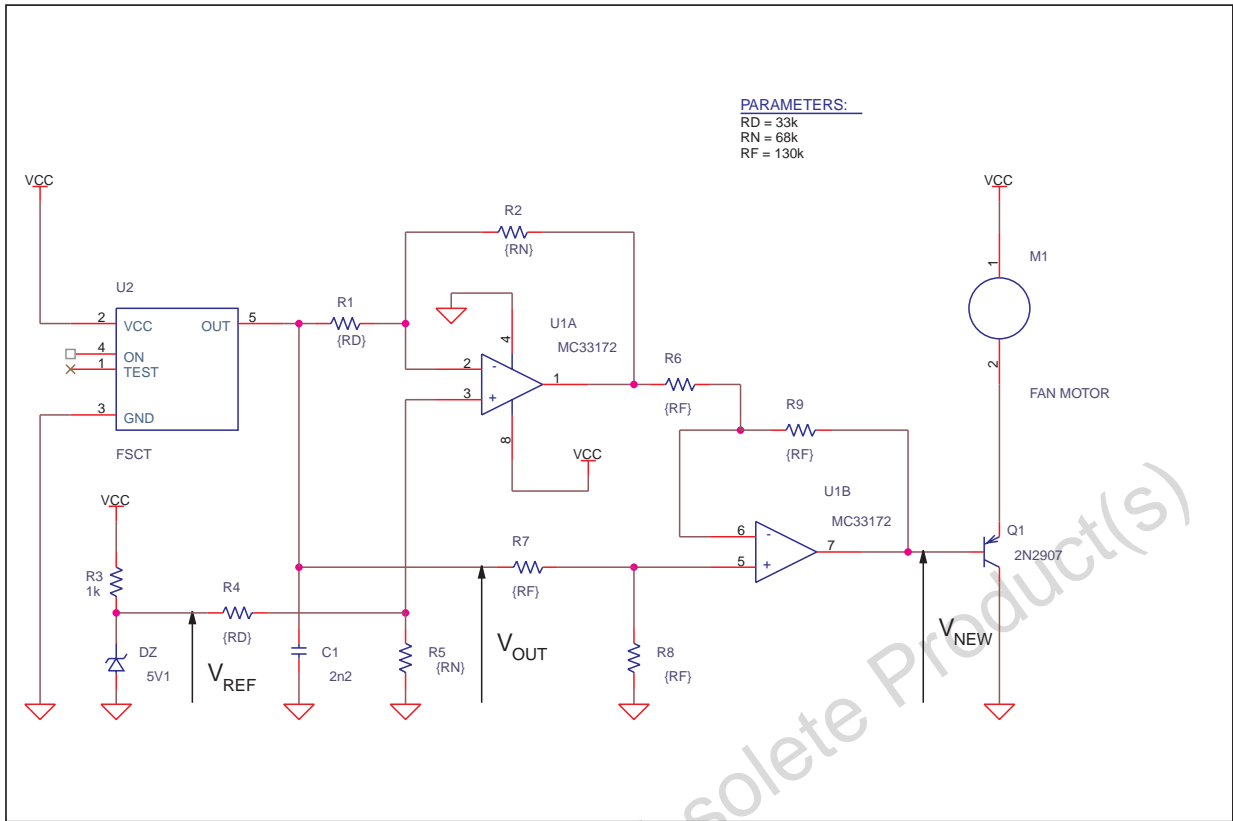 PARAMETERS:
RD = 33k
RN = 68k
RF = 130k
VCC
VCC
R2
{RN}
1
M1
U2
R1
{RD}
2
VCC
OUT
5
4
ON
1
TEST
3
GND
FSCT
U1A
MC33172
4
2
-
3
+
1
8
R6
{RF}
2
FAN MOTOR
R9
{RF}
VCC
VCC
U1B
MC33172
6
-
5
+
7
Q1
2N2907
R3
1k
R7
{RF}
R4
{RD}
DZ
5V1
VREF
C1
2n2
R5
{RN}
VOUT
R8
{RF}
VNEW
solete Product(s)